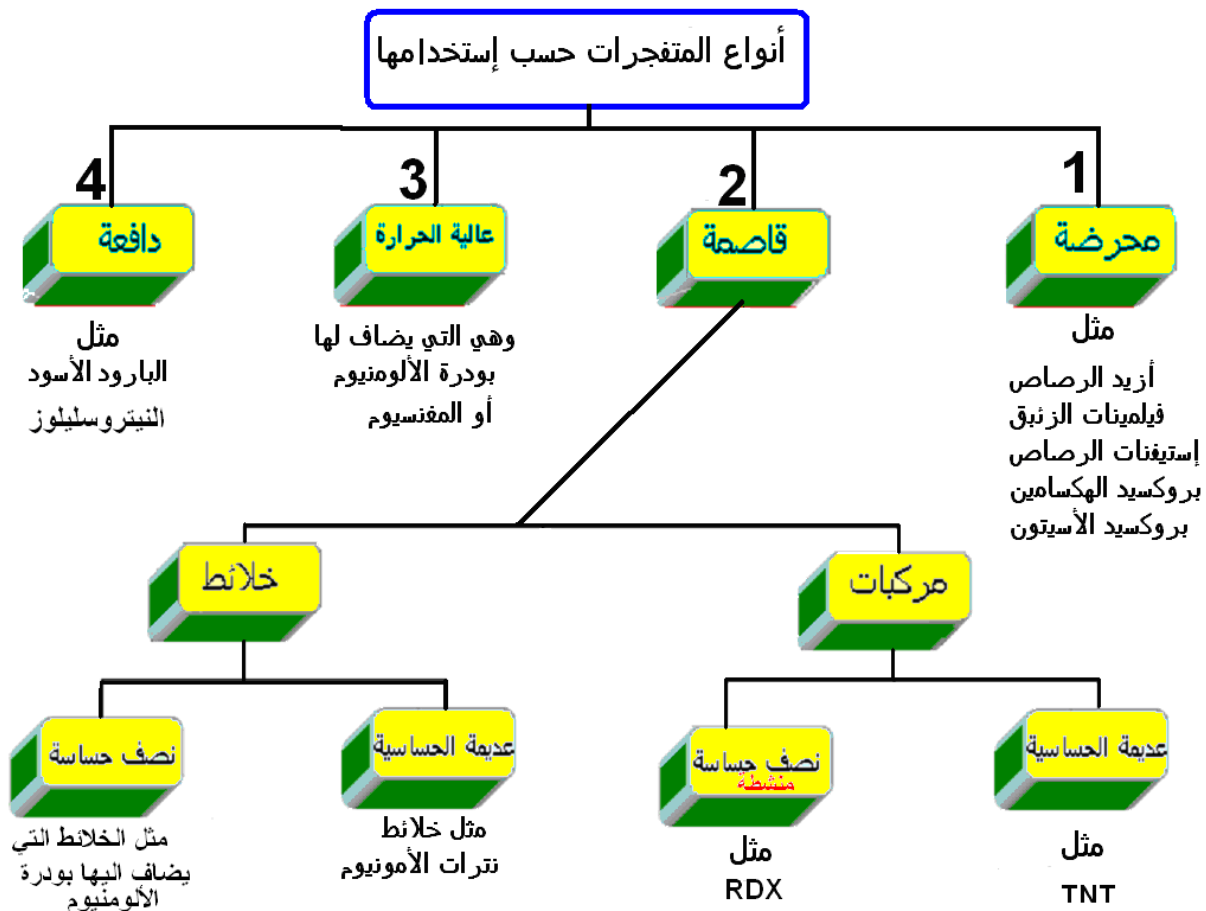 أنواع المتفجرات حسب إستخدامها
1
محرضة
مثل
أزيد الرصاص
فيلمينات الزئبق
إستيفنات الرصاص
بروكسيد الهكسامين
بروكسيد الأسيتون
2
قاصمة
3
عالية الحرارة
وهي التي يضاف لها
بودرة الألومنيوم
أو المغنسيوم
4
دافعة
مثل
البارود الأسود
النيتروسليلوز
مركبات
عديمة الحساسية
مثل
TNT
نصف حساسة
منشطة
مثل
RDX
خلائط
عديمة الحساسية
مثل خلائط
نترات الأمونيوم
نصف حساسة
مثل الخلائط التي
يضاف اليها بودرة
الألومنيوم